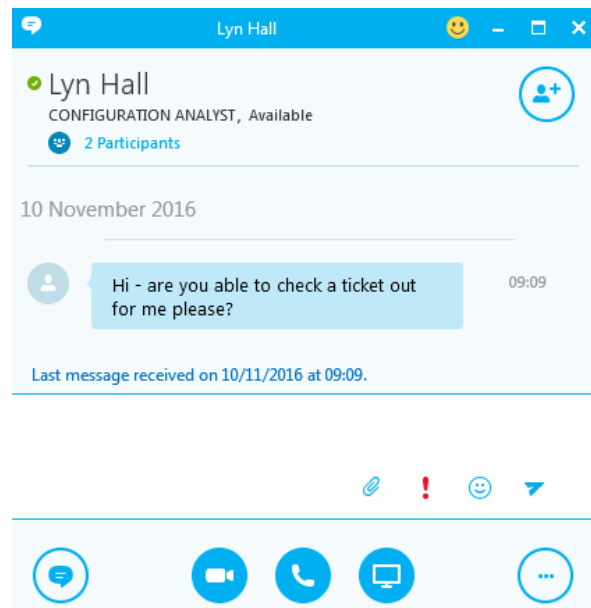 Lyn Hall
Lyn Hall
CONFIGURATION ANALYST, Available
2 Participants
10 November 2016
Hi - are you able to check a ticket out
for me please?
09:09
Last message received on 10/11/2016 at 09:09.